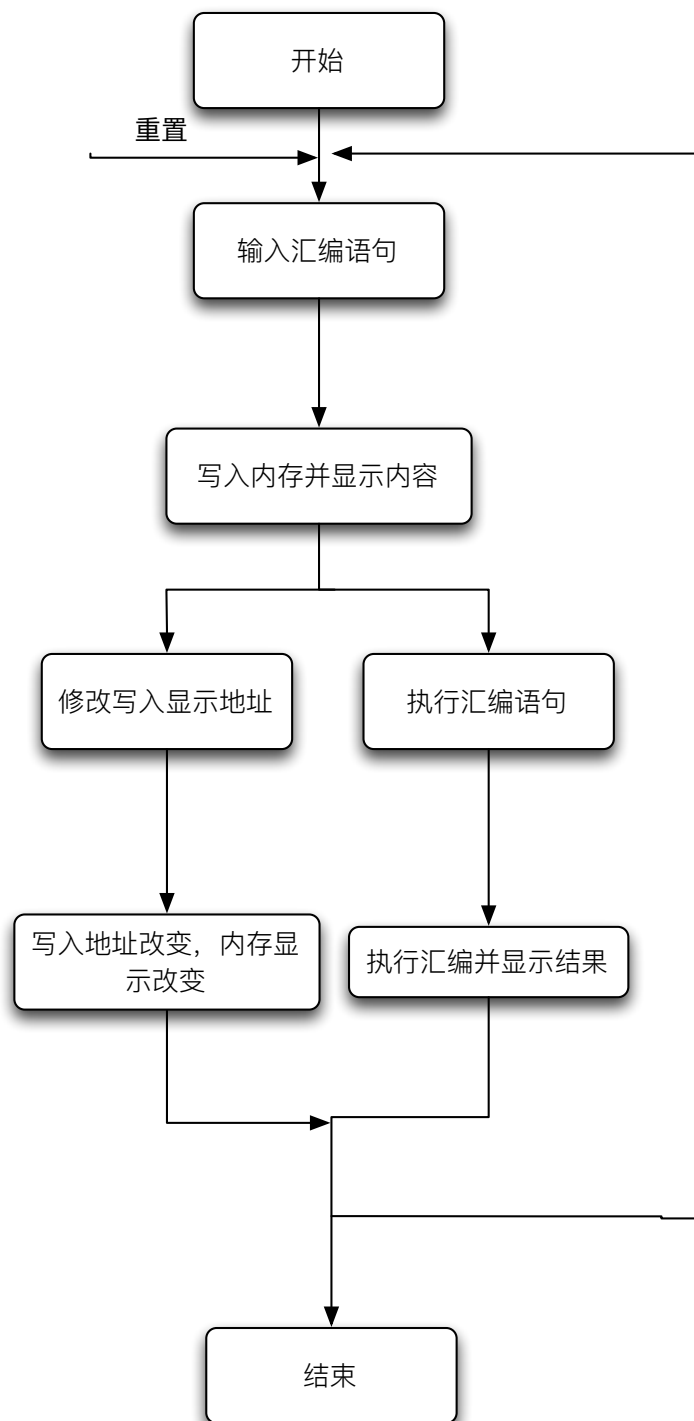 开始
重置
输入汇编语句
写入内存并显示内容
修改写入显示地址
执行汇编语句
写入地址改变，内存显
示改变
执行汇编并显示结果
结束